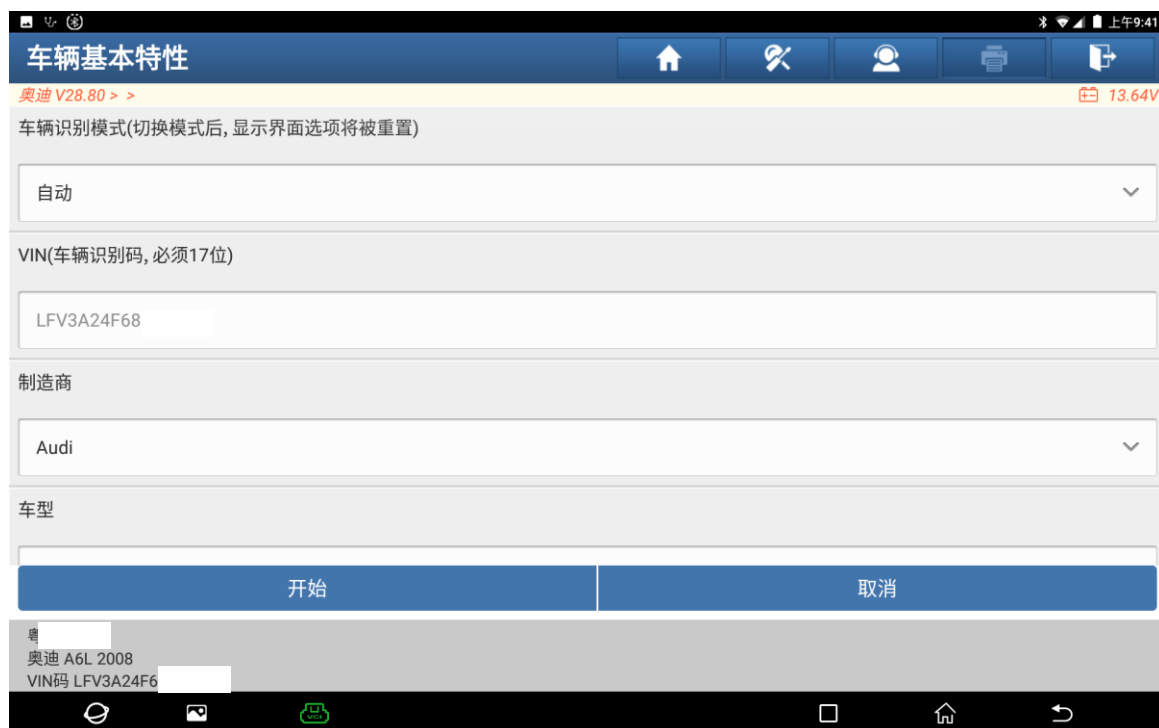 上午9:41
车辆基本特性
奥迪 V28.80 > >
13.64V
车辆识别模式(切换模式后, 显示界面选项将被重置)
自动
VIN(车辆识别码, 必须17位)
LFV3A24F68
制造商
Audi
车型
开始
取消
粤
奥迪 A6L 2008
VIN码 LFV3A24F6
VCI